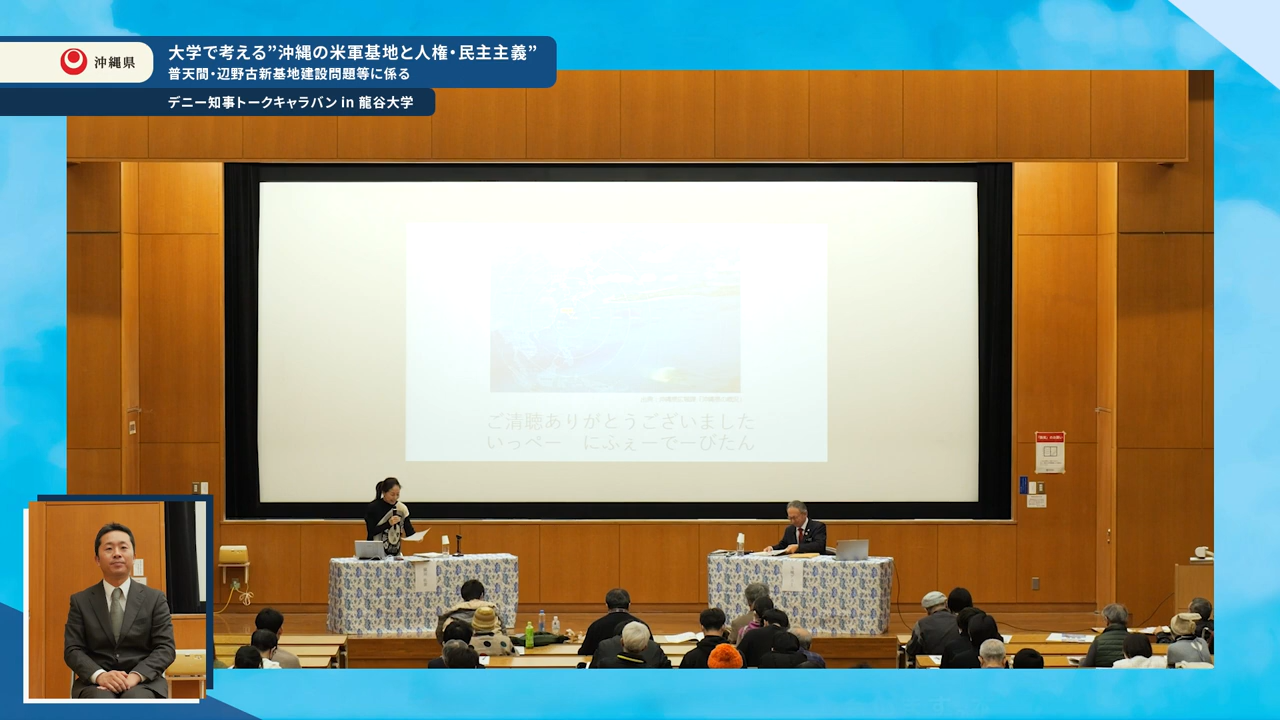 沖縄県
大学で考える”沖縄の米軍基地と人権・民主主義”
普天間・辺野古新基地建設問題等に係る
デニー知事トークキャラバン in 龍谷大学
ご清聴ありがとうございました
いっぺー　にふぇーでーびたん